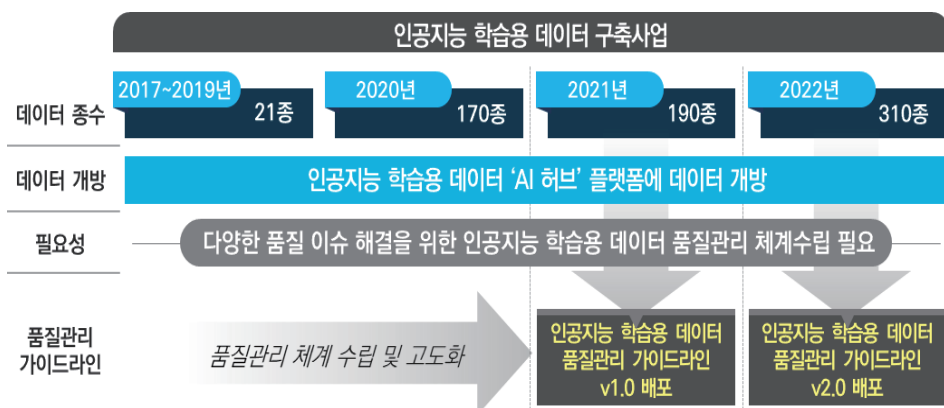 인공지능 학습용 데이터 구축사업
데이터 종수
2017~2019년
21종
2020년
170종
2021년
190종
2022년
310종
데이터 개방
인공지능 학습용 데이터 ‘AI 허브’ 플랫폼에 데이터 개방
필요성
다양한 품질 이슈 해결을 위한 인공지능 학습용 데이터 품질관리 체계수립 필요
품질관리
가이드라인
품질관리 체계 수립 및 고도화
인공지능 학습용 데이터
품질관리 가이드라인
v1.0 배포
인공지능 학습용 데이터
품질관리 가이드라인
v2.0 배포